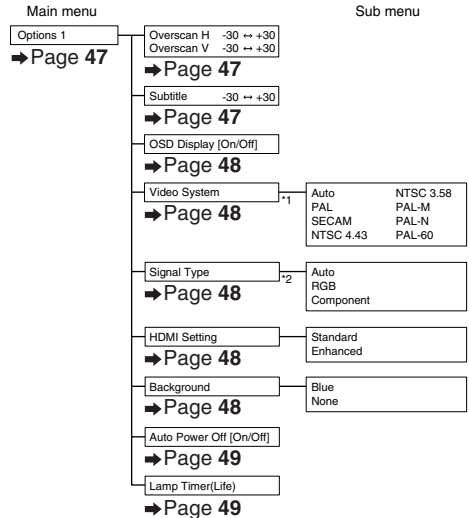 Main menu
Sub menu
Options 1
➡Page 47
Overscan H -30 ↔ +30
Overscan V -30 ↔ +30
➡Page 47
Subtitle -30 ↔ +30
➡Page 47
OSD Display [On/Off]
➡Page 48
Video System
*1
➡Page 48
Auto NTSC 3.58
PAL PAL-M
SECAM PAL-N
NTSC 4.43 PAL-60
Signal Type
*2
➡Page 48
Auto
RGB
Component
HDMI Setting
➡Page 48
Standard
Enhanced
Background
➡Page 48
Blue
None
Auto Power Off [On/Off]
➡Page 49
Lamp Timer(Life)
➡Page 49